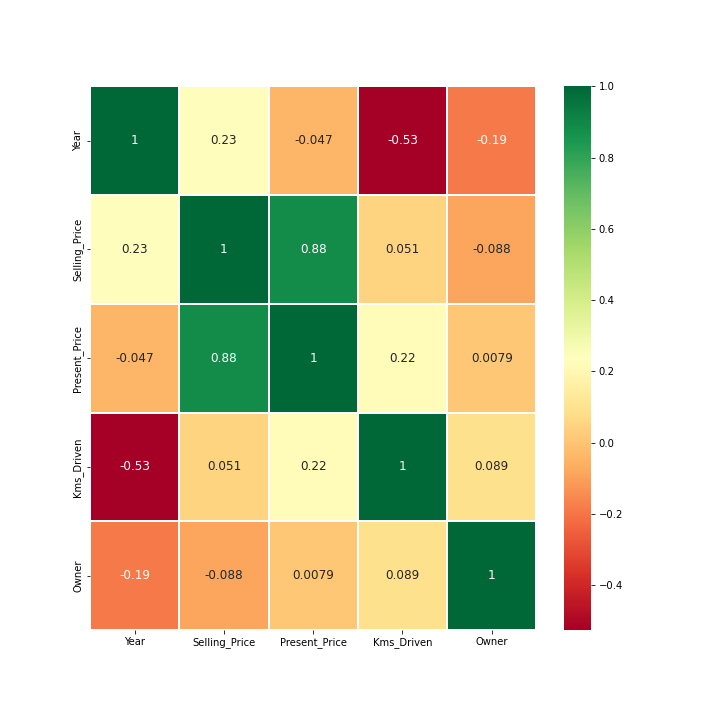 Year 1 0.23 -0.047 -0.53 -0.19
Selling_Price 0.23 1 0.88 0.051 -0.088
Present_Price -0.047 0.88 1 0.22 0.0079
Kms_Driven -0.53 0.051 0.22 1 0.089
Owner -0.19 -0.088 0.0079 0.089 1
Year Selling_Price Present_Price Kms_Driven Owner
1.0
0.8
0.6
0.4
0.2
0.0
−0.2
−0.4